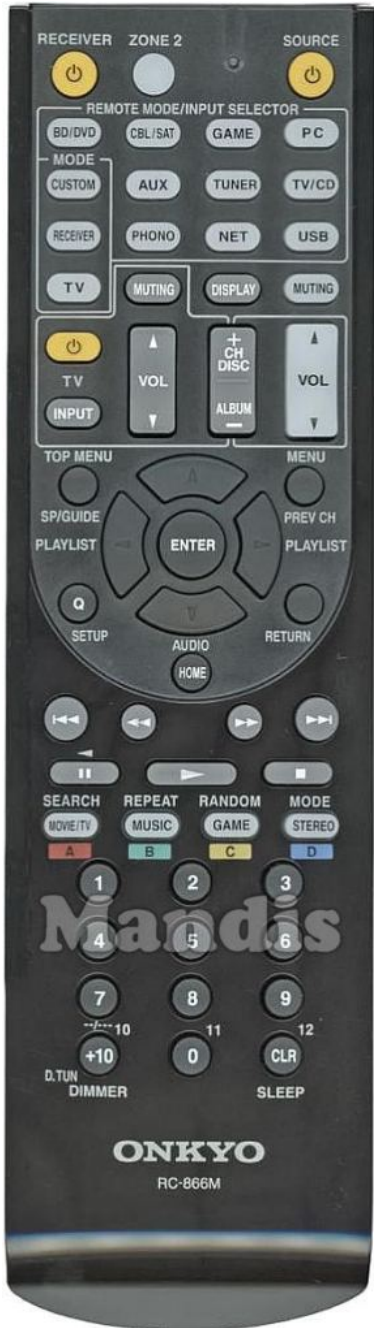 RECEIVER ZONE 2 SOURCE
REMOTE MODE/INPUT SELECTOR
BD/DVD CBL/SAT GAME PC
MODE
CUSTOM AUX TUNER TV/CD
RECEIVER PHONO NET USB
TV MUTING DISPLAY MUTING
+
CH
DISC
TV VOL VOL
INPUT ALBUM
-
TOP MENU MENU
SP/GUIDE PREV CH
PLAYLIST ENTER PLAYLIST
Q
SETUP AUDIO RETURN
HOME
SEARCH REPEAT RANDOM MODE
MOVIE/TV MUSIC GAME STEREO
A B C D
1 2 3
Mandis
4 5 6
7 8 9
--/--- 10 11 12
+10 0 CLR
D.TUN
DIMMER SLEEP
ONKYO
RC-866M